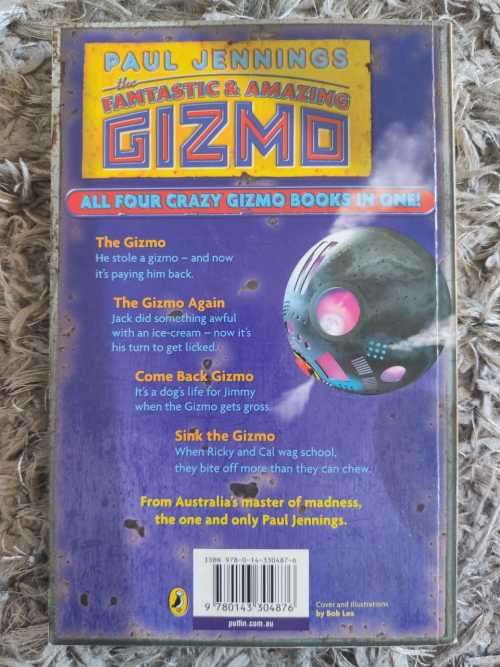 PAUL JENNINGS
the
FANTASTIC & AMAZING
GIZMO
ALL FOUR CRAZY GIZMO BOOKS IN ONE!
The Gizmo
He stole a gizmo – and now
it's paying him back.
The Gizmo Again
Jack did something awful
with an ice-cream – now it's
his turn to get licked.
Come Back Gizmo
It's a dog's life for Jimmy
when the Gizmo gets gross.
Sink the Gizmo
When Ricky and Cal wag school,
they bite off more than they can chew.
From Australia's master of madness,
the one and only Paul Jennings.
ISBN 978-0-14-330487-6
9 780143 304876
puffin.com.au
Cover and illustrations
by Bob Lea